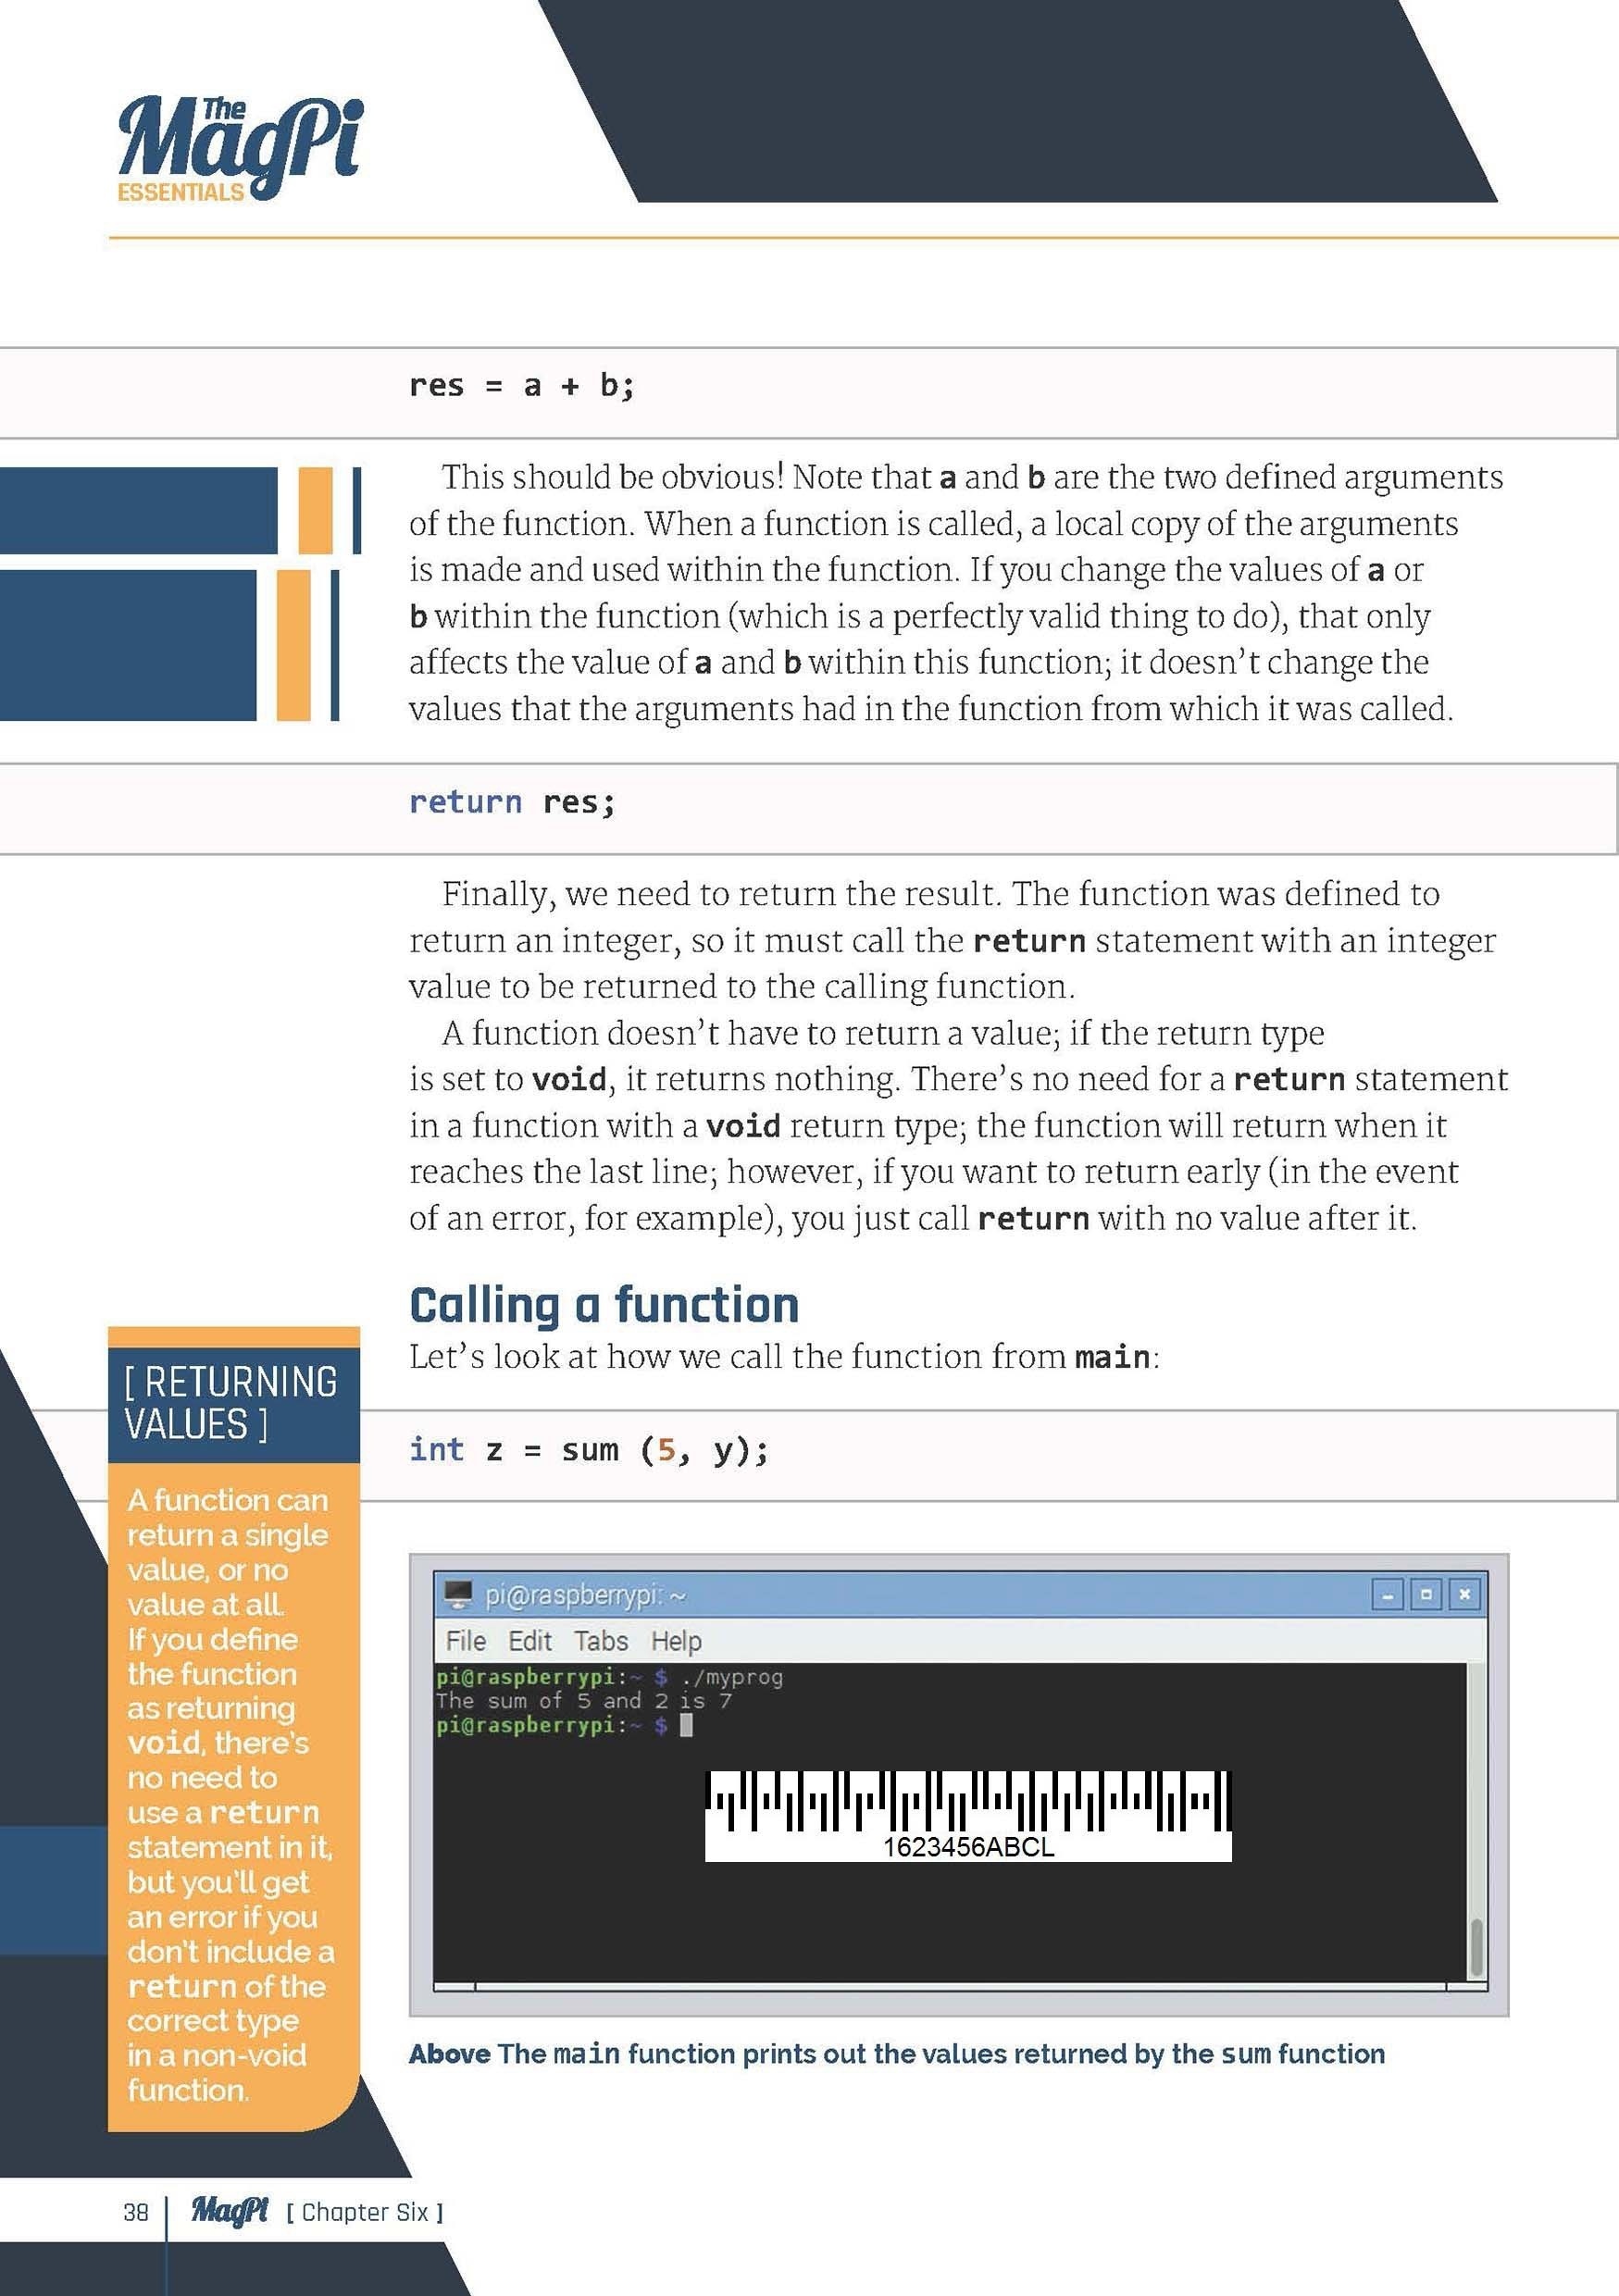 The
MagPi
ESSENTIALS
res = a + b;
This should be obvious! Note that a and b are the two defined arguments
of the function. When a function is called, a local copy of the arguments
is made and used within the function. If you change the values of a or
b within the function (which is a perfectly valid thing to do), that only
affects the value of a and b within this function; it doesn't change the
values that the arguments had in the function from which it was called.
return res;
Finally, we need to return the result. The function was defined to
return an integer, so it must call the return statement with an integer
value to be returned to the calling function.
A function doesn't have to return a value; if the return type
is set to void, it returns nothing. There's no need for a return statement
in a function with a void return type; the function will return when it
reaches the last line; however, if you want to return early (in the event
of an error, for example), you just call return with no value after it.
Calling a function
Let's look at how we call the function from main:
int z = sum (5, y);
[ RETURNING
VALUES ]
A function can
return a single
value, or no
value at all.
If you define
the function
as returning
void, there's
no need to
use a return
statement in it,
but you'll get
an error if you
don't include a
return of the
correct type
in a non-void
function.
pi@raspberrypi: ~
File Edit Tabs Help
pi@raspberrypi:~ $ ./myprog
The sum of 5 and 2 is 7
pi@raspberrypi:~ $
1623456ABCL
Above The main function prints out the values returned by the sum function
38 MagPi [ Chapter Six ]